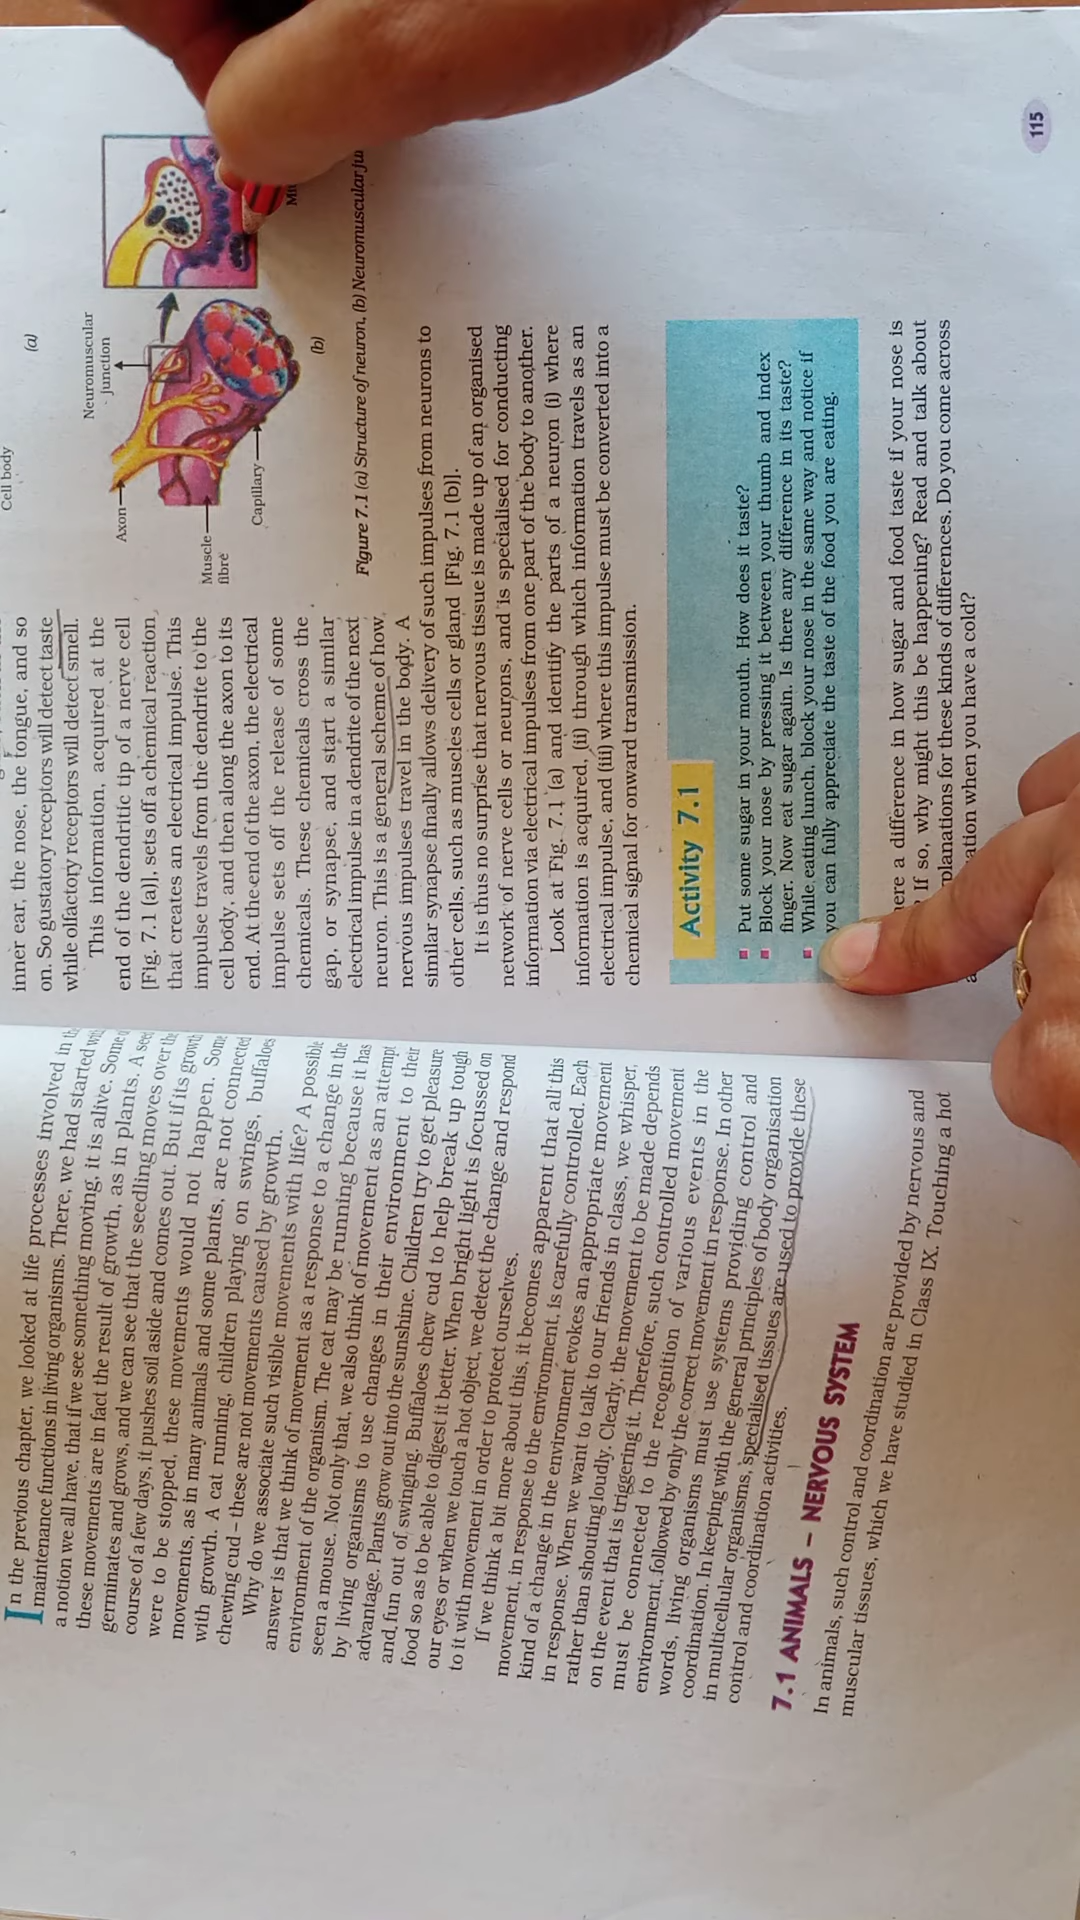 In the previous chapter, we looked at life processes involved in the
maintenance functions in living organisms. There, we had started with
a notion we all have, that if we see something moving, it is alive. Some of
these movements are in fact the result of growth, as in plants. A seed
germinates and grows, and we can see that the seedling moves over the
course of a few days, it pushes soil aside and comes out. But if its growth
were to be stopped, these movements would not happen. Some
movements, as in many animals and some plants, are not connected
with growth. A cat running, children playing on swings, buffaloes
chewing cud – these are not movements caused by growth.
Why do we associate such visible movements with life? A possible
answer is that we think of movement as a response to a change in the
environment of the organism. The cat may be running because it has
seen a mouse. Not only that, we also think of movement as an attempt
by living organisms to use changes in their environment to their
advantage. Plants grow out into the sunshine. Children try to get pleasure
and fun out of swinging. Buffaloes chew cud to help break up tough
food so as to be able to digest it better. When bright light is focussed on
our eyes or when we touch a hot object, we detect the change and respond
to it with movement in order to protect ourselves.
If we think a bit more about this, it becomes apparent that all this
movement, in response to the environment, is carefully controlled. Each
kind of a change in the environment evokes an appropriate movement
in response. When we want to talk to our friends in class, we whisper,
rather than shouting loudly. Clearly, the movement to be made depends
on the event that is triggering it. Therefore, such controlled movement
must be connected to the recognition of various events in the
environment, followed by only the correct movement in response. In other
words, living organisms must use systems providing control and
coordination. In keeping with the general principles of body organisation
in multicellular organisms, specialised tissues are used to provide these
control and coordination activities.
7.1 ANIMALS – NERVOUS SYSTEM
In animals, such control and coordination are provided by nervous and
muscular tissues, which we have studied in Class IX. Touching a hot
inner ear, the nose, the tongue, and so
on. So gustatory receptors will detect taste
while olfactory receptors will detect smell.
This information, acquired at the
end of the dendritic tip of a nerve cell
[Fig. 7.1 (a)], sets off a chemical reaction
that creates an electrical impulse. This
impulse travels from the dendrite to the
cell body, and then along the axon to its
end. At the end of the axon, the electrical
impulse sets off the release of some
chemicals. These chemicals cross the
gap, or synapse, and start a similar
electrical impulse in a dendrite of the next
neuron. This is a general scheme of how
nervous impulses travel in the body. A
similar synapse finally allows delivery of such impulses from neurons to
other cells, such as muscles cells or gland [Fig. 7.1 (b)].
Cell body
(a)
Neuromuscular
junction
Axon
Muscle
fibre
Capillary
(b)
Figure 7.1 (a) Structure of neuron, (b) Neuromuscular
It is thus no surprise that nervous tissue is made up of an organised
network of nerve cells or neurons, and is specialised for conducting
information via electrical impulses from one part of the body to another.
Look at Fig. 7.1 (a) and identify the parts of a neuron (i) where
information is acquired, (ii) through which information travels as an
electrical impulse, and (iii) where this impulse must be converted into a
chemical signal for onward transmission.
Activity 7.1
Put some sugar in your mouth. How does it taste?
Block your nose by pressing it between your thumb and index
finger. Now eat sugar again. Is there any difference in its taste?
While eating lunch, block your nose in the same way and notice if
you can fully appreciate the taste of the food you are eating.
a difference in how sugar and food taste if your nose is
If so, why might this be happening? Read and talk about
for these kinds of differences. Do you come across
when you have a cold?
115